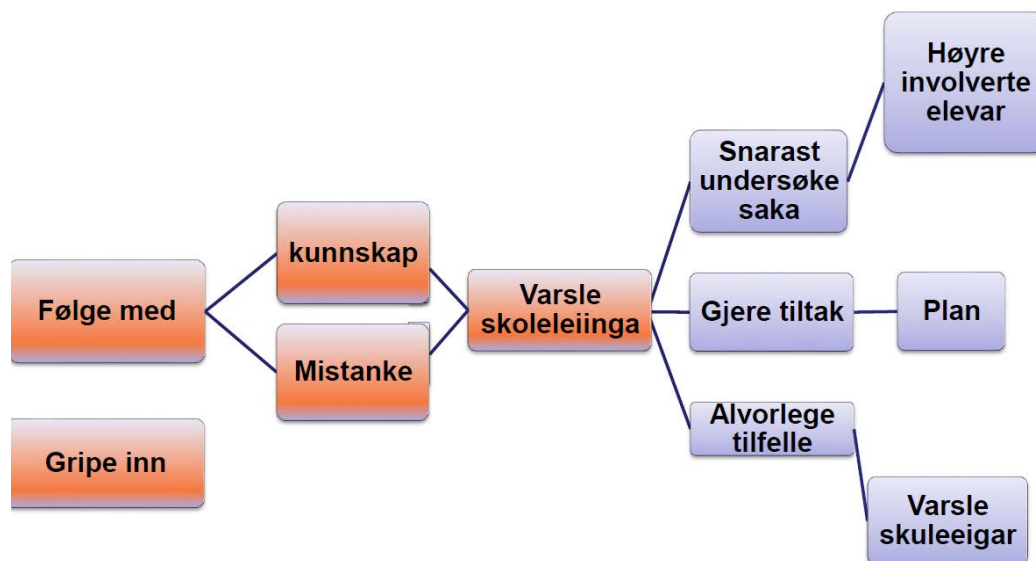 Følge med
Gripe inn
kunnskap
Mistanke
Varsle
skoleleiinga
Snarast
undersøke
saka
Høyre
involverte
elevar
Gjere tiltak
Plan
Alvorlege
tilfelle
Varsle
skuleeigar